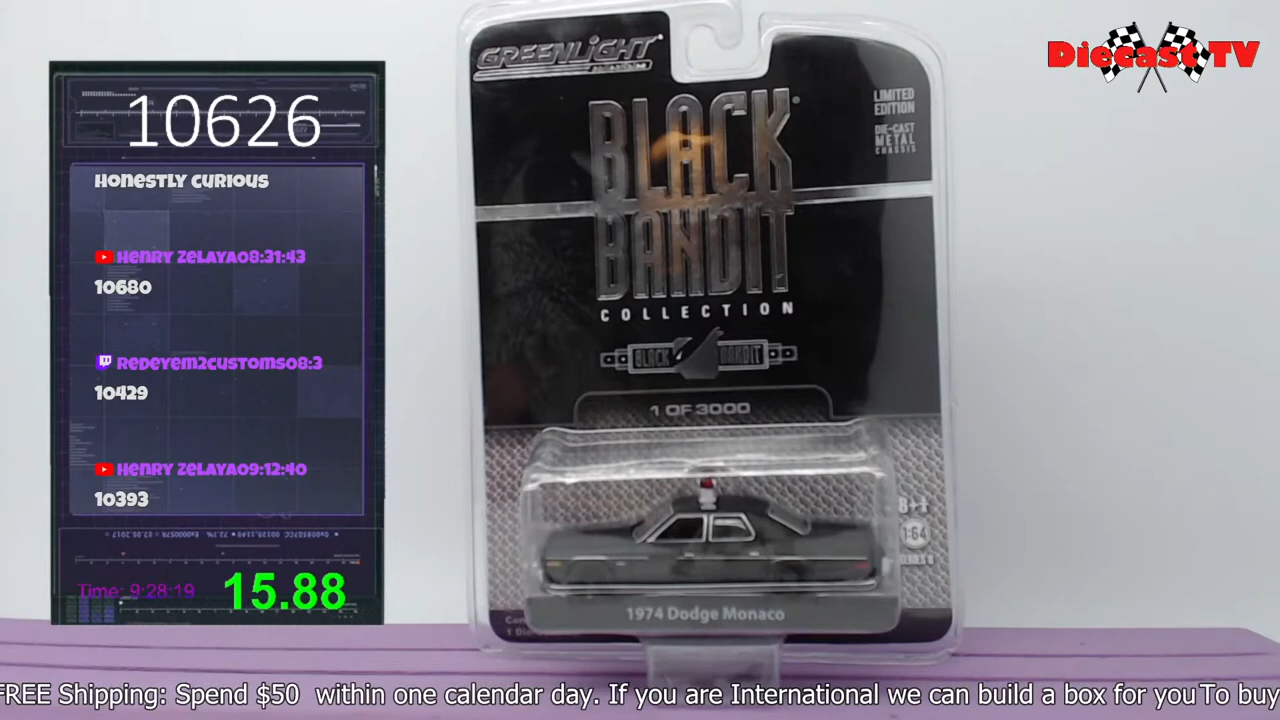 10626
HONESTLY CURIOUS
HENRY ZELAYA08:31:43
10680
REDEYEM2CUSTOMS08:3
10429
HENRY ZELAYA09:12:40
10393
Time: 9:28:19
15.88
GREENLIGHT
BLACK
BANDIT
COLLECTION
BLACK BANDIT
1 OF 3000
LIMITED
EDITION
DIE-CAST
METAL
CHASSIS
8+
1:64
1974 Dodge Monaco
Diecast TV
FREE Shipping: Spend $50 within one calendar day. If you are International we can build a box for you To buy